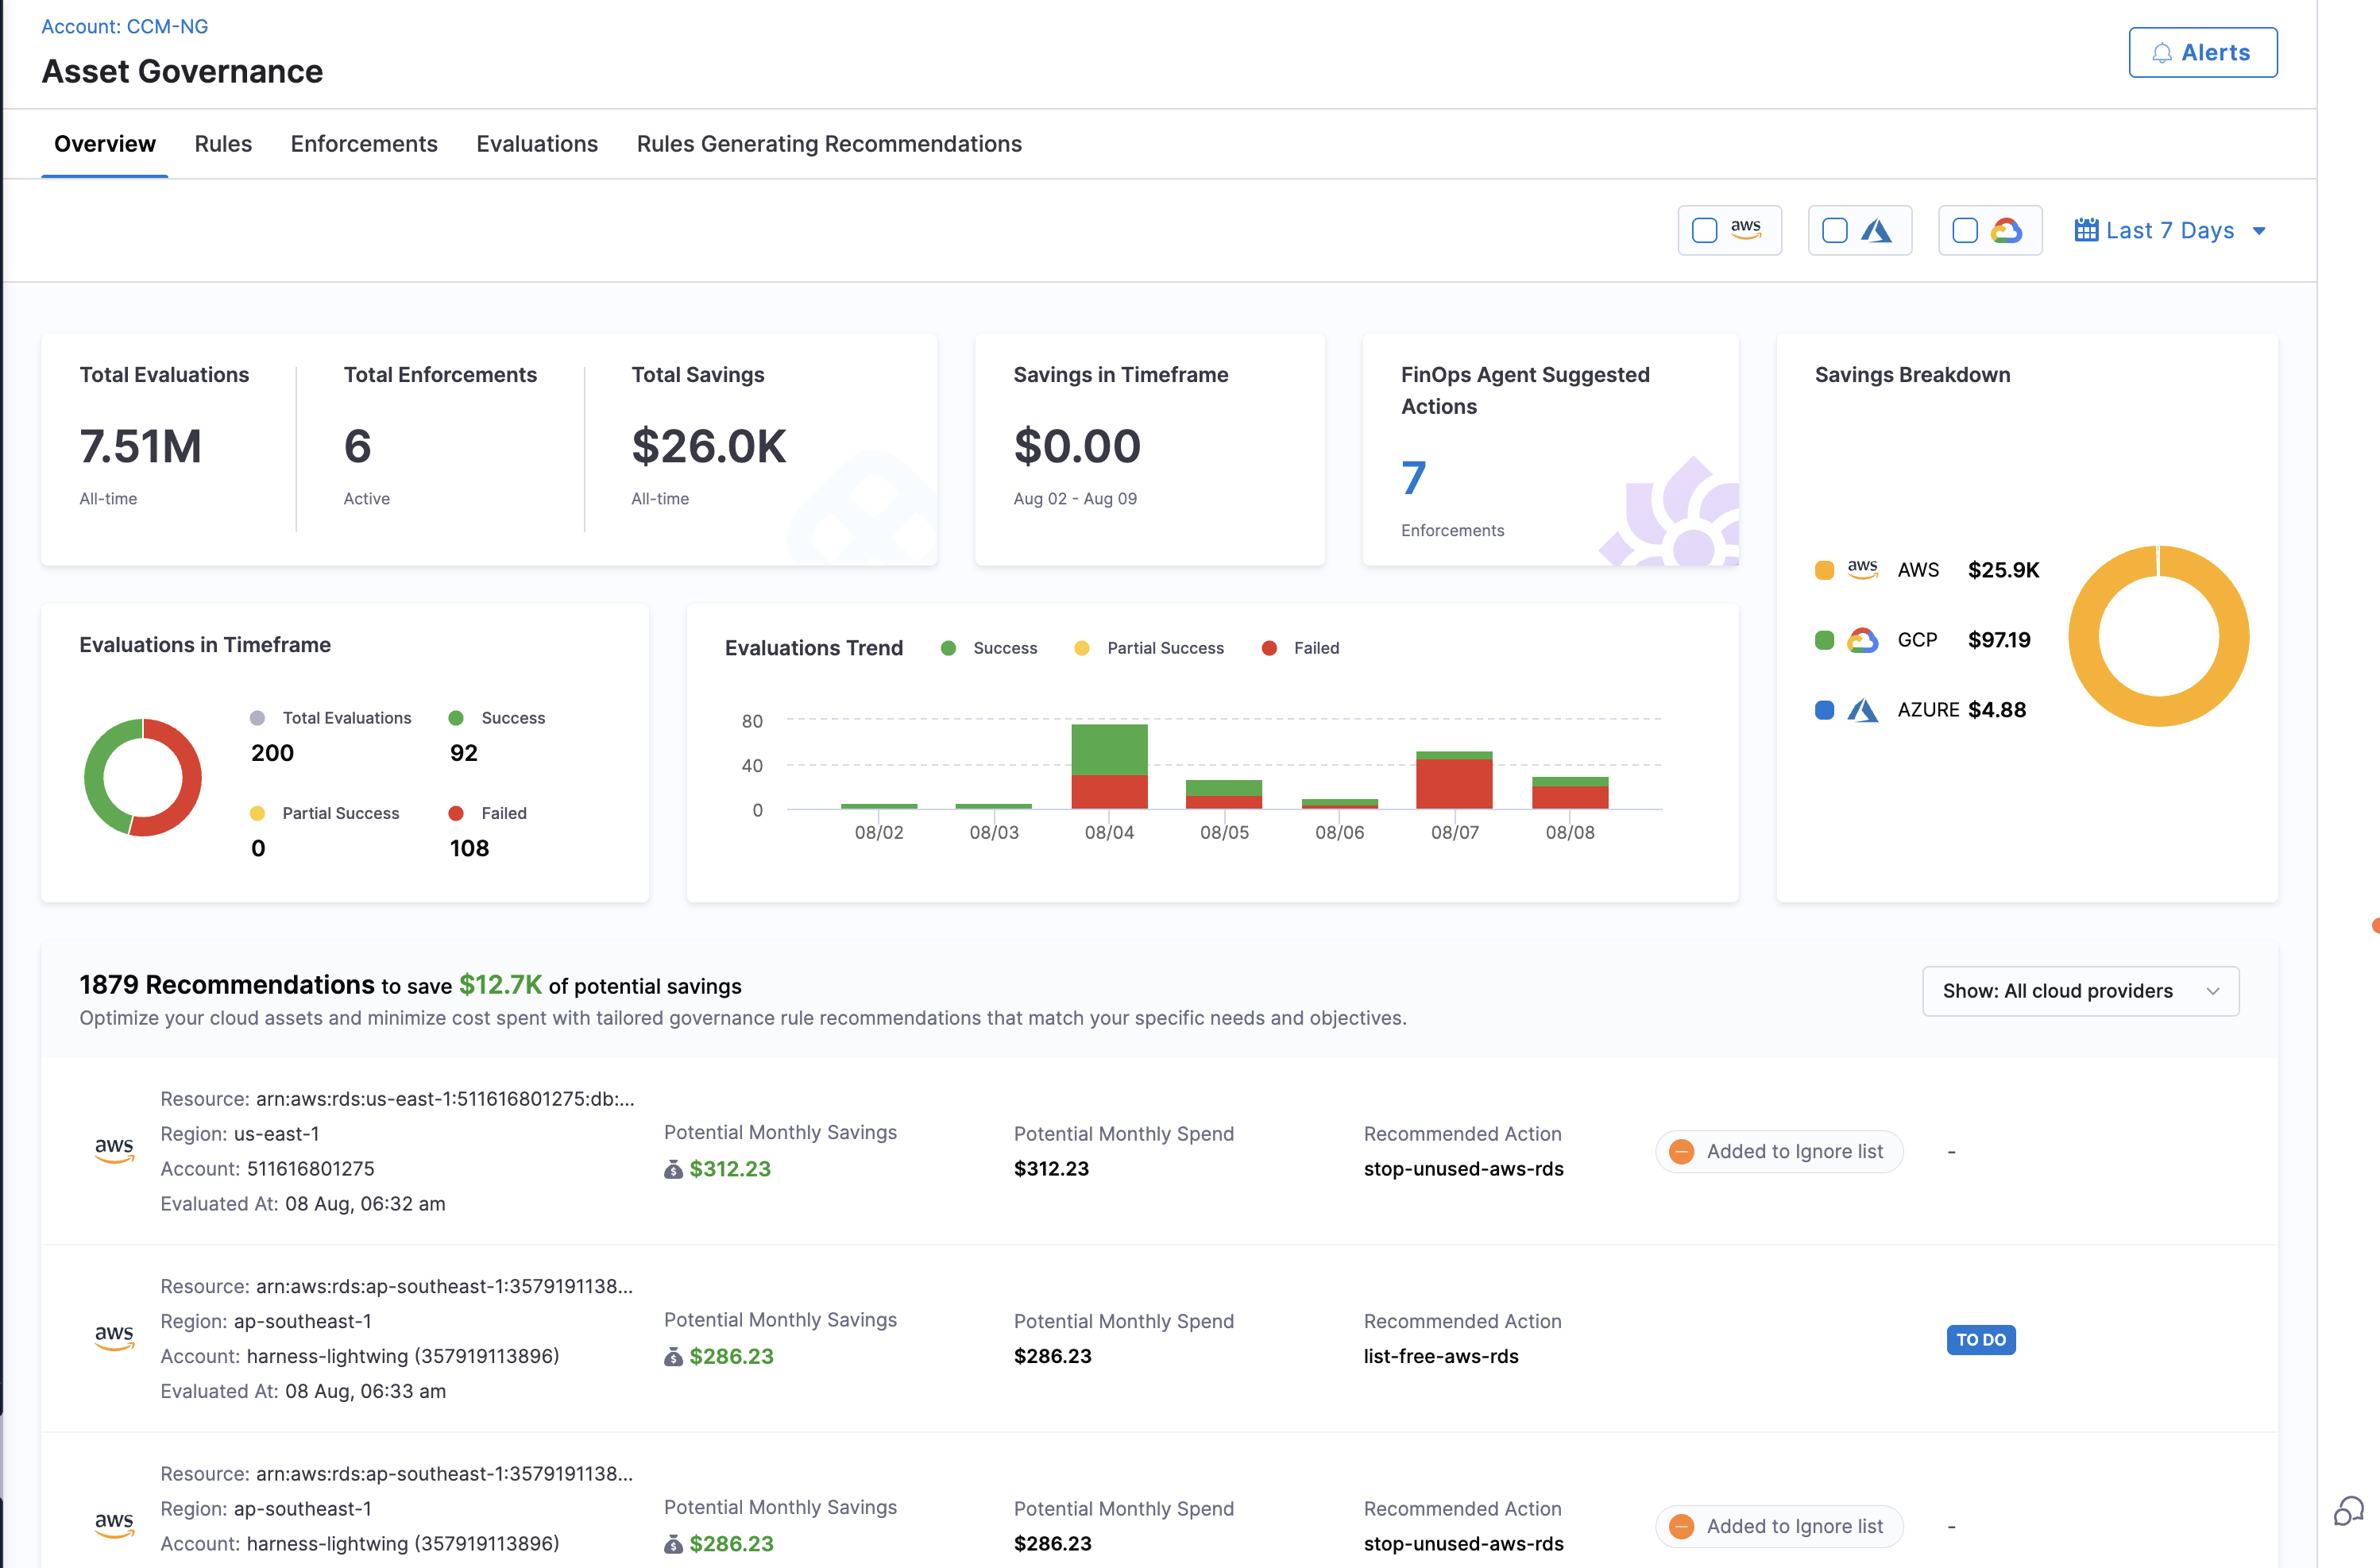 Account: CCM-NG
Asset Governance
Alerts
Overview
Rules
Enforcements
Evaluations
Rules Generating Recommendations
aws
Last 7 Days
Total Evaluations
7.51M
All-time
Total Enforcements
6
Active
Total Savings
$26.0K
All-time
Savings in Timeframe
$0.00
Aug 02 - Aug 09
FinOps Agent Suggested
Actions
7
Enforcements
Savings Breakdown
aws AWS $25.9K
GCP $97.19
AZURE $4.88
Evaluations in Timeframe
Total Evaluations
200
Success
92
Partial Success
0
Failed
108
Evaluations Trend
Success
Partial Success
Failed
80
40
0
08/02
08/03
08/04
08/05
08/06
08/07
08/08
1879 Recommendations to save $12.7K of potential savings
Optimize your cloud assets and minimize cost spent with tailored governance rule recommendations that match your specific needs and objectives.
Show: All cloud providers
aws
Resource: arn:aws:rds:us-east-1:511616801275:db:...
Region: us-east-1
Account: 511616801275
Evaluated At: 08 Aug, 06:32 am
Potential Monthly Savings
$312.23
Potential Monthly Spend
$312.23
Recommended Action
stop-unused-aws-rds
Added to Ignore list
-
aws
Resource: arn:aws:rds:ap-southeast-1:3579191138...
Region: ap-southeast-1
Account: harness-lightwing (357919113896)
Evaluated At: 08 Aug, 06:33 am
Potential Monthly Savings
$286.23
Potential Monthly Spend
$286.23
Recommended Action
list-free-aws-rds
TO DO
aws
Resource: arn:aws:rds:ap-southeast-1:3579191138...
Region: ap-southeast-1
Account: harness-lightwing (357919113896)
Potential Monthly Savings
$286.23
Potential Monthly Spend
$286.23
Recommended Action
stop-unused-aws-rds
Added to Ignore list
-